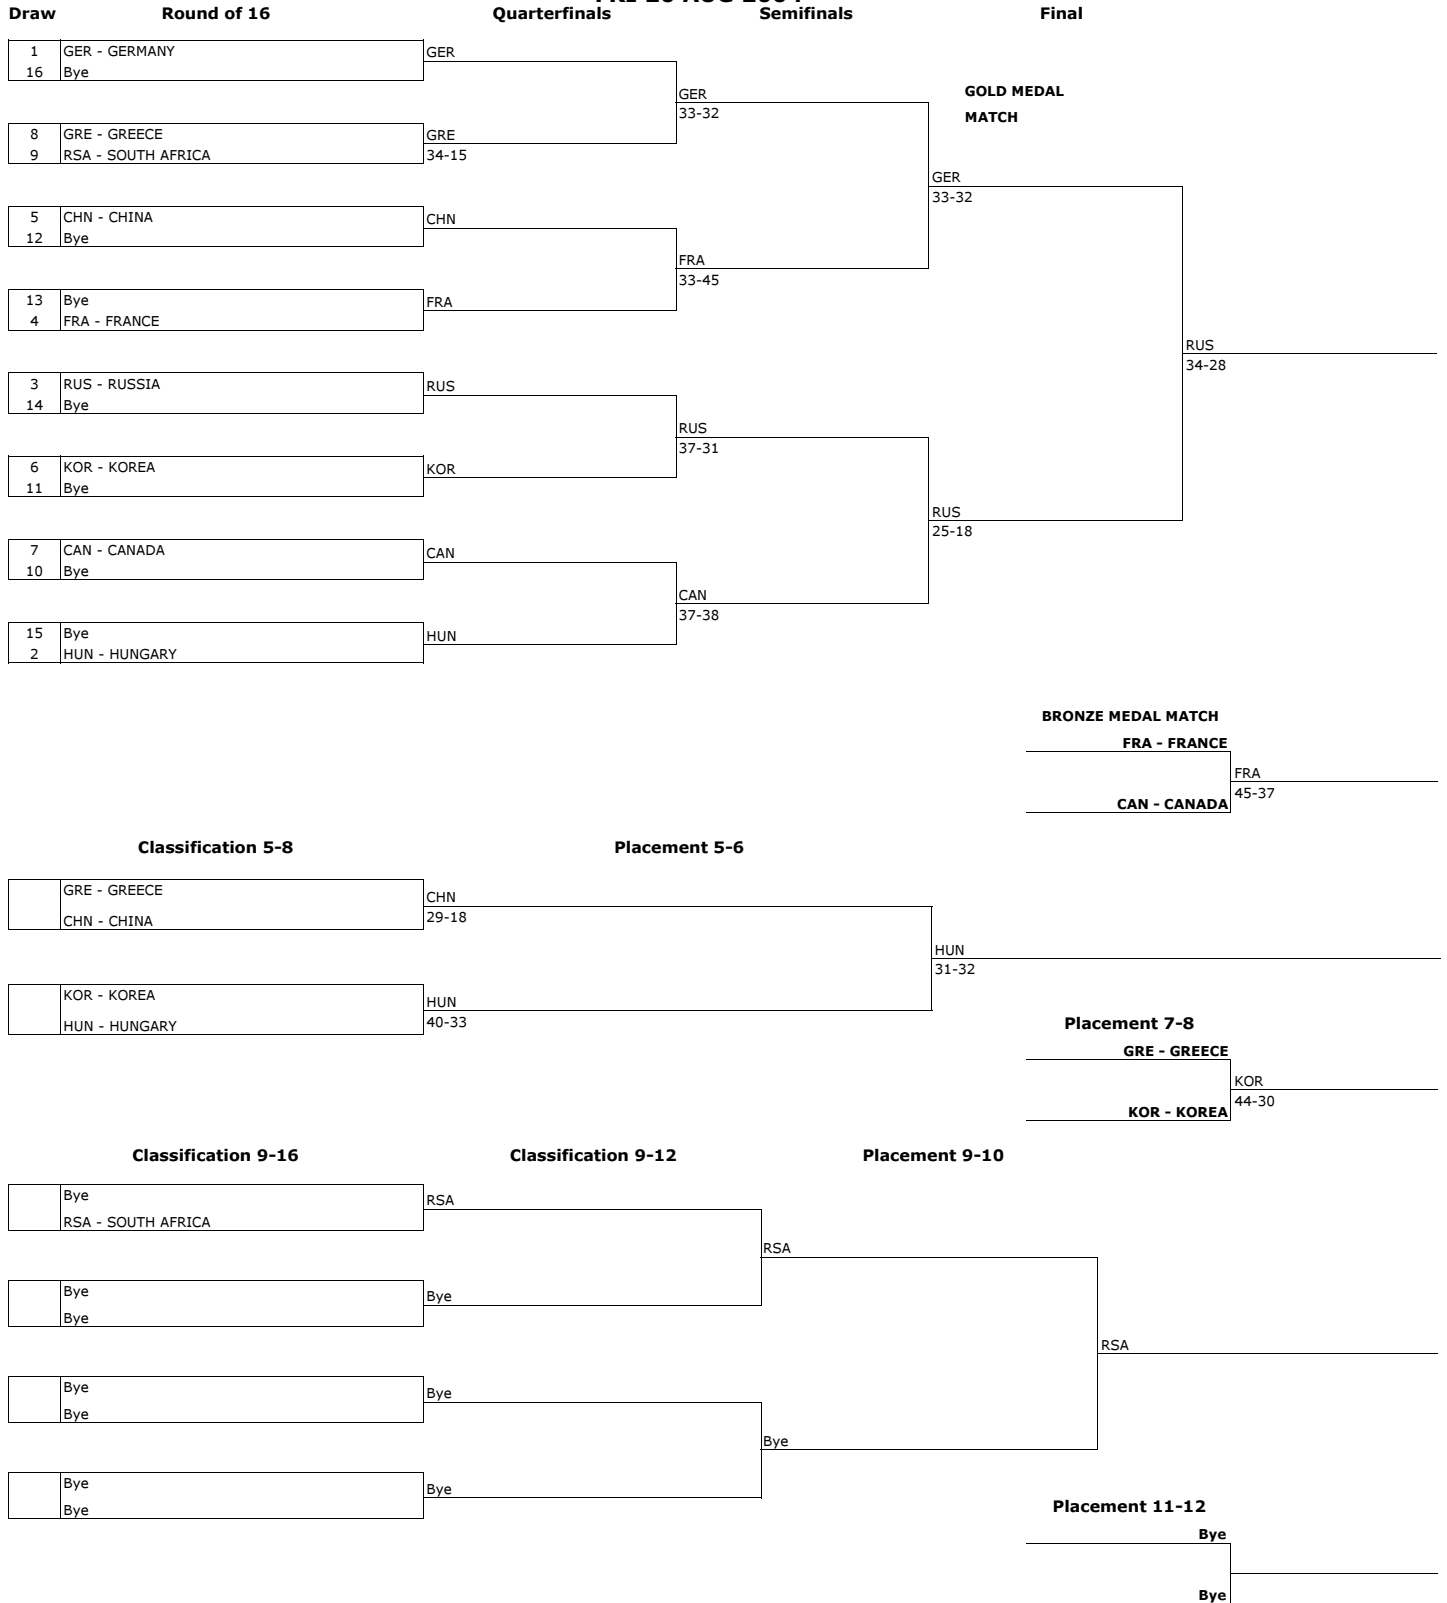 Draw Round of 16 Quarterfinals Semifinals Final
1 GER - GERMANY
16 Bye
GER
GER
33-32
GOLD MEDAL
MATCH
8 GRE - GREECE
9 RSA - SOUTH AFRICA
GRE
34-15
GER
33-32
5 CHN - CHINA
12 Bye
CHN
FRA
33-45
13 Bye
4 FRA - FRANCE
FRA
RUS
34-28
3 RUS - RUSSIA
14 Bye
RUS
RUS
37-31
6 KOR - KOREA
11 Bye
KOR
RUS
25-18
7 CAN - CANADA
10 Bye
CAN
CAN
37-38
15 Bye
2 HUN - HUNGARY
HUN
BRONZE MEDAL MATCH
FRA - FRANCE
FRA
45-37
CAN - CANADA
Classification 5-8 Placement 5-6
GRE - GREECE
CHN - CHINA
CHN
29-18
HUN
31-32
KOR - KOREA
HUN - HUNGARY
HUN
40-33
Placement 7-8
GRE - GREECE
KOR
44-30
KOR - KOREA
Classification 9-16 Classification 9-12 Placement 9-10
Bye
RSA - SOUTH AFRICA
RSA
RSA
Bye
Bye
Bye
RSA
Bye
Bye
Bye
Bye
Bye
Bye
Bye
Placement 11-12
Bye
Bye